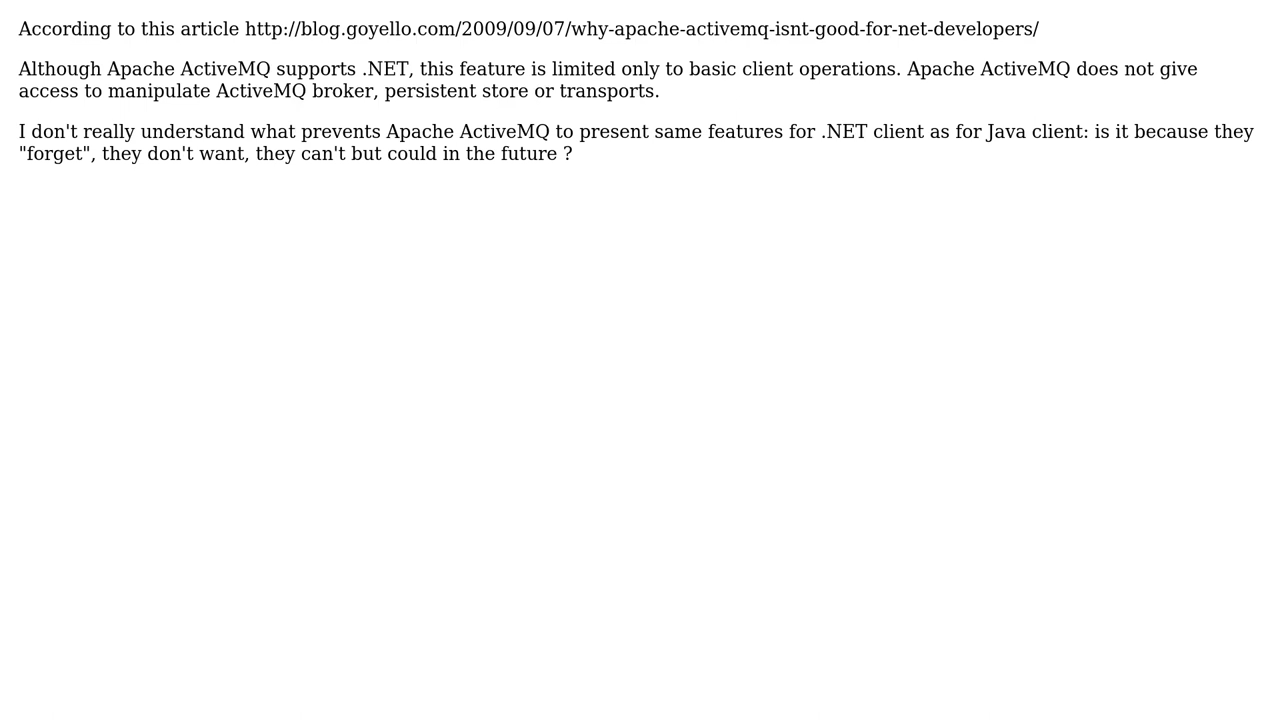 According to this article http://blog.goyello.com/2009/09/07/why-apache-activemq-isnt-good-for-net-developers/
Although Apache ActiveMQ supports .NET, this feature is limited only to basic client operations. Apache ActiveMQ does not give
access to manipulate ActiveMQ broker, persistent store or transports.
I don't really understand what prevents Apache ActiveMQ to present same features for .NET client as for Java client: is it because they
"forget", they don't want, they can't but could in the future ?